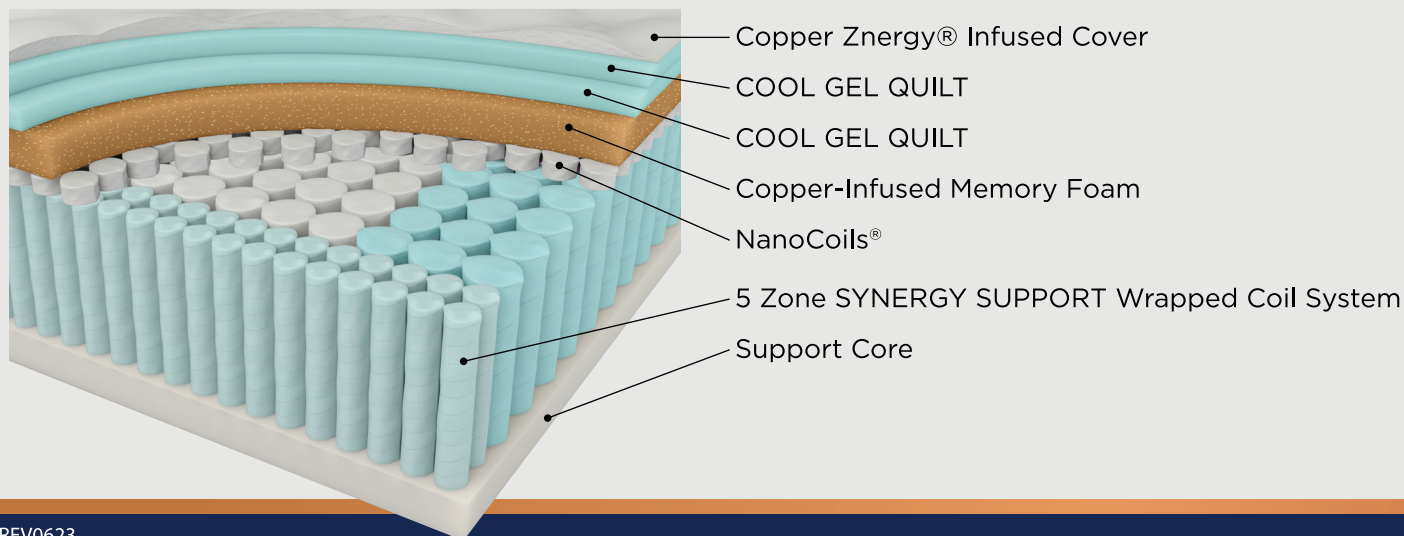 Copper Znergy® Infused Cover
COOL GEL QUILT
COOL GEL QUILT
Copper-Infused Memory Foam
NanoCoils®
5 Zone SYNERGY SUPPORT Wrapped Coil System
Support Core
REV0623